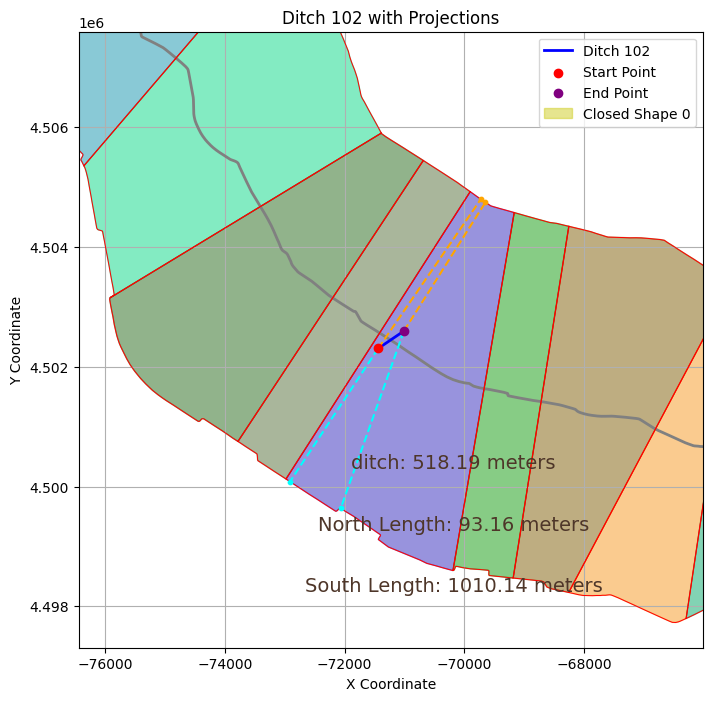 Ditch 102 with Projections
1e6
Ditch 102
Start Point
End Point
Closed Shape 0
4.506
4.504
4.502
4.500
4.498
Y Coordinate
ditch: 518.19 meters
North Length: 93.16 meters
South Length: 1010.14 meters
−76000 −74000 −72000 −70000 −68000
X Coordinate